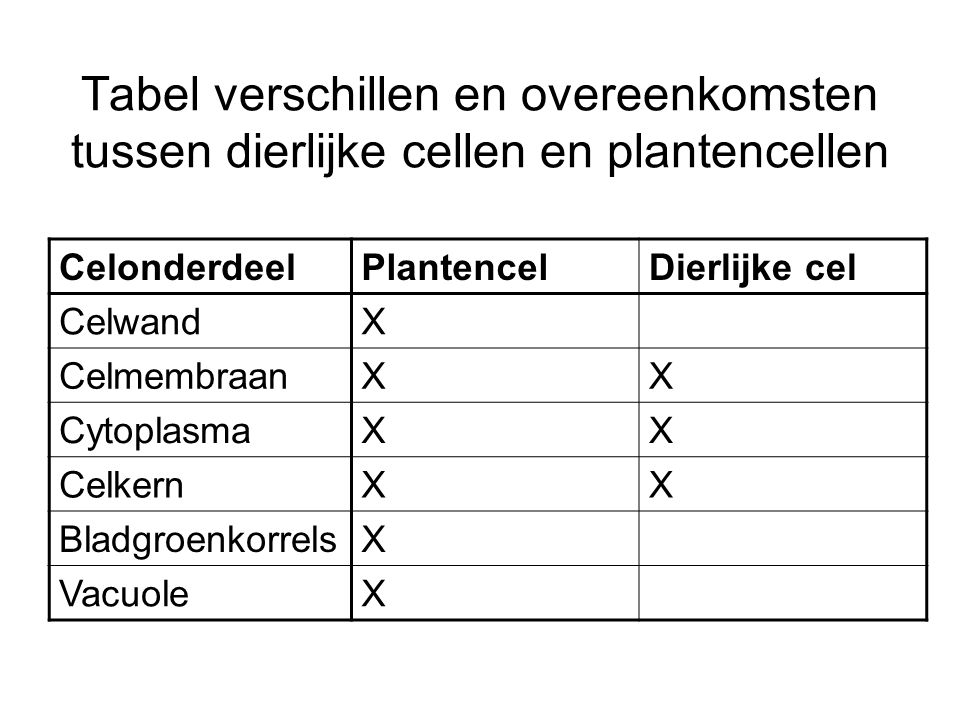 Tabel verschillen en overeenkomsten
tussen dierlijke cellen en plantencellen
Celonderdeel Plantencel Dierlijke cel
Celwand X
Celmembraan X X
Cytoplasma X X
Celkern X X
Bladgroenkorrels X
Vacuole X